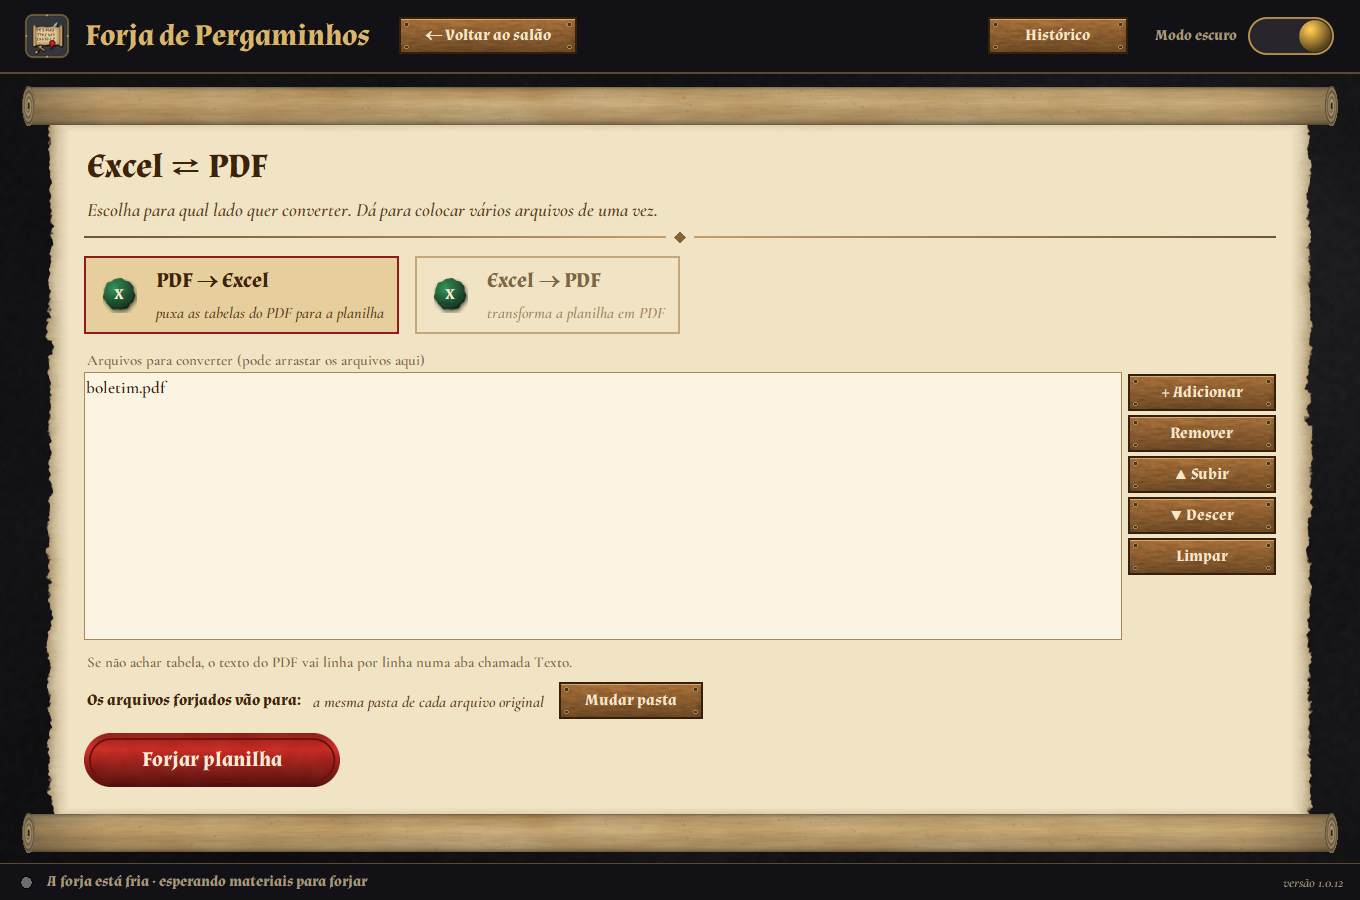 Forja de Pergaminhos
← Voltar ao salão
Histórico
Modo escuro
Excel ⇄ PDF
Escolha para qual lado quer converter. Dá para colocar vários arquivos de uma vez.
X
PDF → Excel
puxa as tabelas do PDF para a planilha
X
Excel → PDF
transforma a planilha em PDF
Arquivos para converter (pode arrastar os arquivos aqui)
boletim.pdf
+ Adicionar
Remover
▲ Subir
▼ Descer
Limpar
Se não achar tabela, o texto do PDF vai linha por linha numa aba chamada Texto.
Os arquivos forjados vão para: a mesma pasta de cada arquivo original
Mudar pasta
Forjar planilha
A forja está fria · esperando materiais para forjar
versão 1.0.12